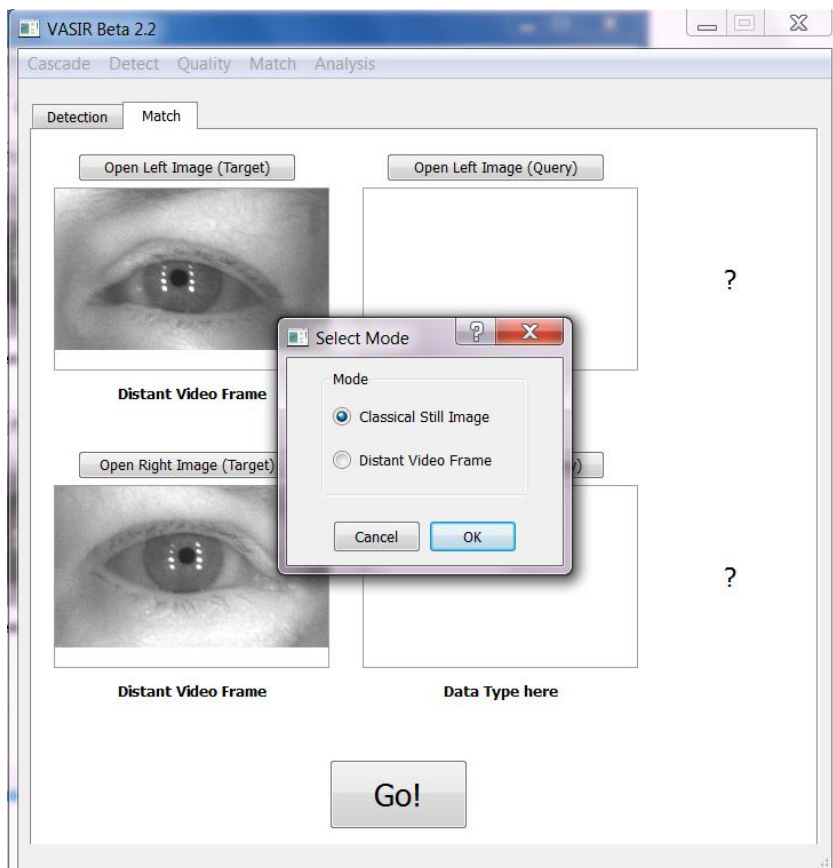 VASIR Beta 2.2
Cascade Detect Quality Match Analysis
Detection Match
Open Left Image (Target) Open Left Image (Query)
?
Select Mode
Mode
Classical Still Image
Distant Video Frame
Cancel OK
Distant Video Frame
Open Right Image (Target) y)
?
Distant Video Frame Data Type here
Go!